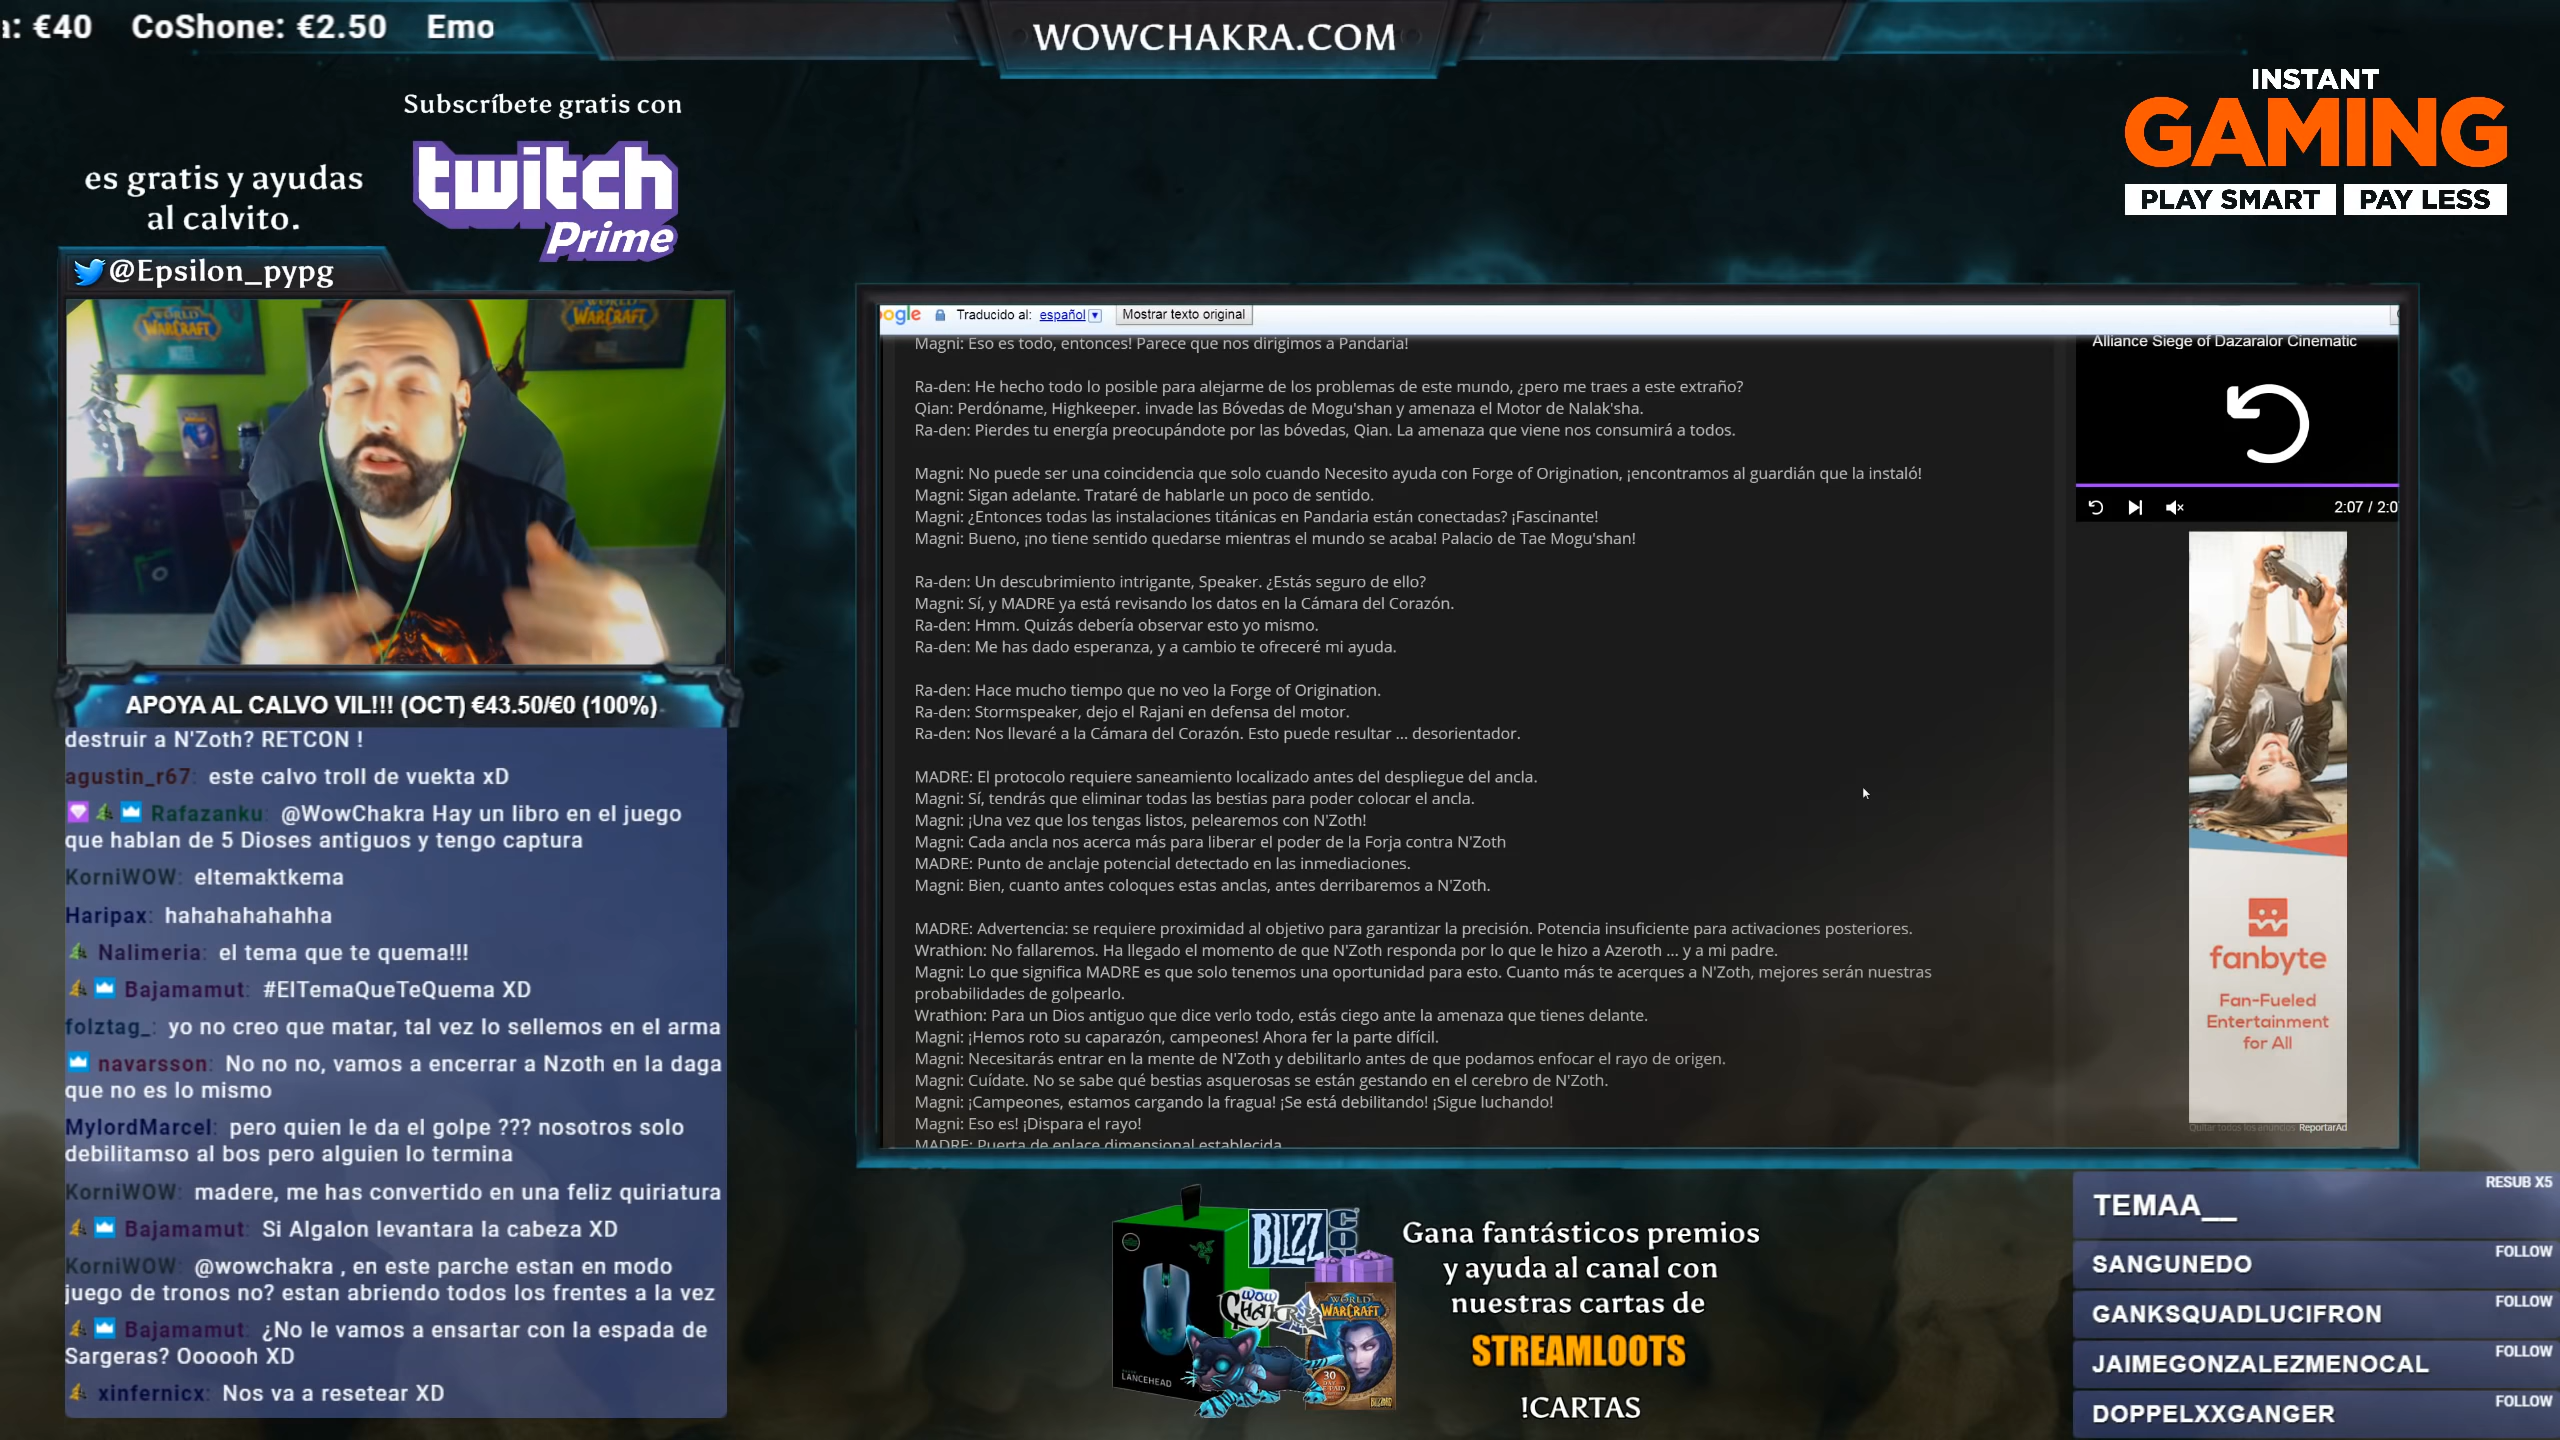 : €40 CoShone: €2.50 Emo
WOWCHAKRA.COM
Subscríbete gratis con
twitch
Prime
es gratis y ayudas
al calvito.
INSTANT
GAMING
PLAY SMART PAY LESS
@Epsilon_pypg
WORLD
WARCRAFT
WARCRAFT
APOYA AL CALVO VIL!!! (OCT) €43.50/€0 (100%)
destruir a N'Zoth? RETCON !
agustin_r67: este calvo troll de vuekta xD
Rafazanku: @WowChakra Hay un libro en el juego
que hablan de 5 Dioses antiguos y tengo captura
KorniWOW: eltemaktkema
Haripax: hahahahahahha
Nalimeria: el tema que te quema!!!
Bajamamut: #ElTemaQueTeQuema XD
folztag_: yo no creo que matar, tal vez lo sellemos en el arma
navarsson: No no no, vamos a encerrar a Nzoth en la daga
que no es lo mismo
MylordMarcel: pero quien le da el golpe ??? nosotros solo
debilitamso al bos pero alguien lo termina
KorniWOW: madere, me has convertido en una feliz quiriatura
Bajamamut: Si Algalon levantara la cabeza XD
KorniWOW: @wowchakra , en este parche estan en modo
juego de tronos no? estan abriendo todos los frentes a la vez
Bajamamut: ¿No le vamos a ensartar con la espada de
Sargeras? Oooooh XD
xinfernicx: Nos va a resetear XD
ogle Traducido al: español Mostrar texto original
Magni: Eso es todo, entonces! Parece que nos dirigimos a Pandaria!
Ra-den: He hecho todo lo posible para alejarme de los problemas de este mundo, ¿pero me traes a este extraño?
Qian: Perdóname, Highkeeper. invade las Bóvedas de Mogu'shan y amenaza el Motor de Nalak'sha.
Ra-den: Pierdes tu energía preocupándote por las bóvedas, Qian. La amenaza que viene nos consumirá a todos.
Magni: No puede ser una coincidencia que solo cuando Necesito ayuda con Forge of Origination, ¡encontramos al guardián que la instaló!
Magni: Sigan adelante. Trataré de hablarle un poco de sentido.
Magni: ¿Entonces todas las instalaciones titánicas en Pandaria están conectadas? ¡Fascinante!
Magni: Bueno, ¡no tiene sentido quedarse mientras el mundo se acaba! Palacio de Tae Mogu'shan!
Ra-den: Un descubrimiento intrigante, Speaker. ¿Estás seguro de ello?
Magni: Sí, y MADRE ya está revisando los datos en la Cámara del Corazón.
Ra-den: Hmm. Quizás debería observar esto yo mismo.
Ra-den: Me has dado esperanza, y a cambio te ofreceré mi ayuda.
Ra-den: Hace mucho tiempo que no veo la Forge of Origination.
Ra-den: Stormspeaker, dejo el Rajani en defensa del motor.
Ra-den: Nos llevaré a la Cámara del Corazón. Esto puede resultar ... desorientador.
MADRE: El protocolo requiere saneamiento localizado antes del despliegue del ancla.
Magni: Sí, tendrás que eliminar todas las bestias para poder colocar el ancla.
Magni: ¡Una vez que los tengas listos, pelearemos con N'Zoth!
Magni: Cada ancla nos acerca más para liberar el poder de la Forja contra N'Zoth
MADRE: Punto de anclaje potencial detectado en las inmediaciones.
Magni: Bien, cuanto antes coloques estas anclas, antes derribaremos a N'Zoth.
MADRE: Advertencia: se requiere proximidad al objetivo para garantizar la precisión. Potencia insuficiente para activaciones posteriores.
Wrathion: No fallaremos. Ha llegado el momento de que N'Zoth responda por lo que le hizo a Azeroth ... y a mi padre.
Magni: Lo que significa MADRE es que solo tenemos una oportunidad para esto. Cuanto más te acerques a N'Zoth, mejores serán nuestras
probabilidades de golpearlo.
Wrathion: Para un Dios antiguo que dice verlo todo, estás ciego ante la amenaza que tienes delante.
Magni: ¡Hemos roto su caparazón, campeones! Ahora fer la parte difícil.
Magni: Necesitarás entrar en la mente de N'Zoth y debilitarlo antes de que podamos enfocar el rayo de origen.
Magni: Cuídate. No se sabe qué bestias asquerosas se están gestando en el cerebro de N'Zoth.
Magni: ¡Campeones, estamos cargando la fragua! ¡Se está debilitando! ¡Sigue luchando!
Magni: Eso es! ¡Dispara el rayo!
MADRE: Puerta de enlace dimensional establecida
Alliance Siege of Dazaralor Cinematic
2:07 / 2:0
fanbyte
Fan-Fueled
Entertainment
for All
Quitar todos los anuncios ReportarAd
BLIZZ
CON
WOW
CHAKRA
WORLD
WARCRAFT
30
LANCEHEAD
Gana fantásticos premios
y ayuda al canal con
nuestras cartas de
STREAMLOOTS
!CARTAS
RESUB X5
TEMAA__
FOLLOW
SANGUNEDO
FOLLOW
GANKSQUADLUCIFRON
FOLLOW
JAIMEGONZALEZMENOCAL
FOLLOW
DOPPELXXGANGER